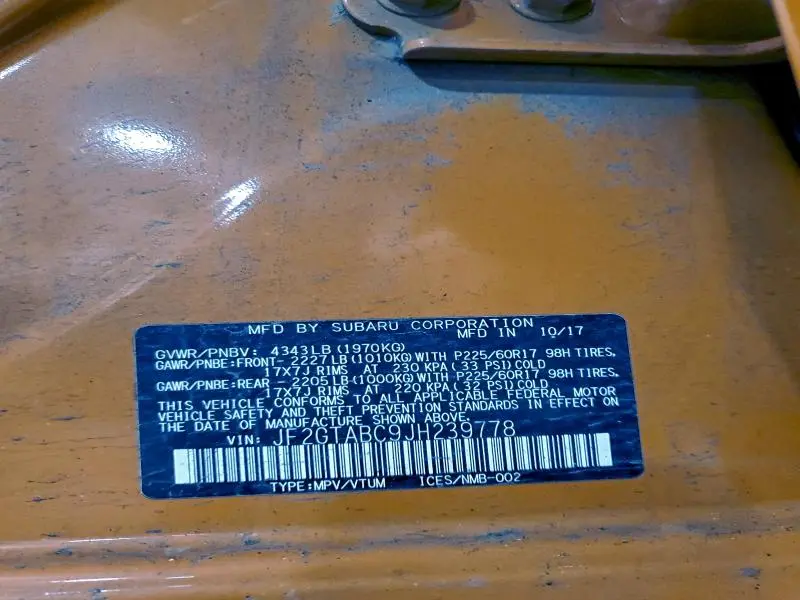 MFD BY SUBARU CORPORATION
MFD IN 10/17
GVWR/PNBV: 4343LB(1970KG)
GAWR/PNBE:FRONT- 2227LB(1010KG)WITH P225/60R17 98H TIRES,
17X7J RIMS AT 230 KPA(33 PSI)COLD
GAWR/PNBE:REAR - 2205LB(1000KG)WITH P225/60R17 98H TIRES,
17X7J RIMS AT 220 KPA(32 PSI)COLD
THIS VEHICLE CONFORMS TO ALL APPLICABLE FEDERAL MOTOR
VEHICLE SAFETY AND THEFT PREVENTION STANDARDS IN EFFECT ON
THE DATE OF MANUFACTURE SHOWN ABOVE.
VIN: JF2GTABC9JH239778
TYPE:MPV/VTUM ICES/NMB-002